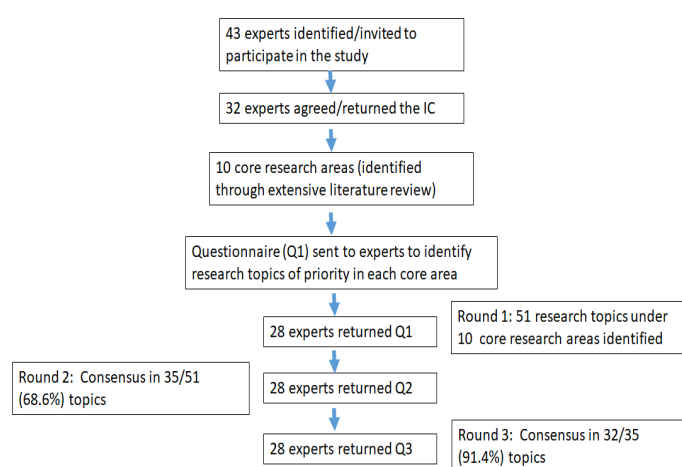 43 experts identified/invited to
participate in the study
32 experts agreed/returned the IC
10 core research areas (identified
through extensive literature review)
Questionnaire (Q1) sent to experts to identify
research topics of priority in each core area
28 experts returned Q1
Round 1: 51 research topics under
10 core research areas identified
Round 2: Consensus in 35/51
(68.6%) topics
28 experts returned Q2
28 experts returned Q3
Round 3: Consensus in 32/35
(91.4%) topics